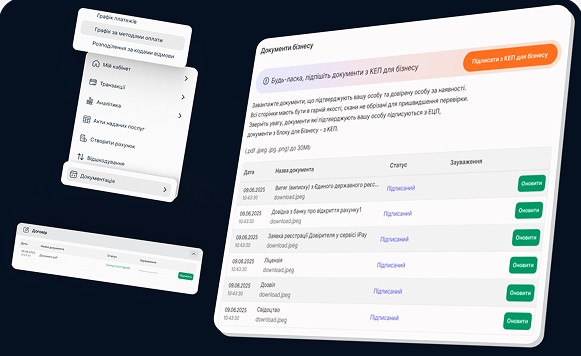 Графік платежів
Графік за методами оплати
Розподілення за кодами відмови
Мій кабінет
Транзакції
Аналітика
Акти наданих послуг
Створити рахунок
Відшкодування
Документація
Договір
Дата Назва документа Статус Зауваження
Документи бізнесу
Будь-ласка, підпішіть документи з КЕП для бізнесу
Підписати з КЕП для бізнесу
Завантажте документи, що підтверджують вашу особу та довірену особу за наявності.
Всі сторінки мають бути в гарній якості, скани не обрізані для пришвидшення перевірки.
Зверніть увагу, документи які підтверджують вашу особу підписуються з ЕЦП,
документи з блоку для Бізнесу - з КЕП.
(.pdf .jpeg .jpg .png) до 30Mb
Дата Назва документа Статус Зауваження
09.06.2025 Витяг (виписку) з Єдиного державного реєс... Підписаний Оновити
10:43:30 download.jpeg
09.06.2025 Довідка з банку про відкриття рахунку1 Підписаний Оновити
10:43:30 download.jpeg
09.06.2025 Заявка реєстрації Довірителя у сервісі iPay Підписаний Оновити
10:43:30 download.jpeg
09.06.2025 Ліцензія Підписаний Оновити
10:43:30 download.jpeg
09.06.2025 Дозвіл Підписаний Оновити
10:43:30 download.jpeg
09.06.2025 Свідоцтво Підписаний Оновити
10:43:30 download.jpeg